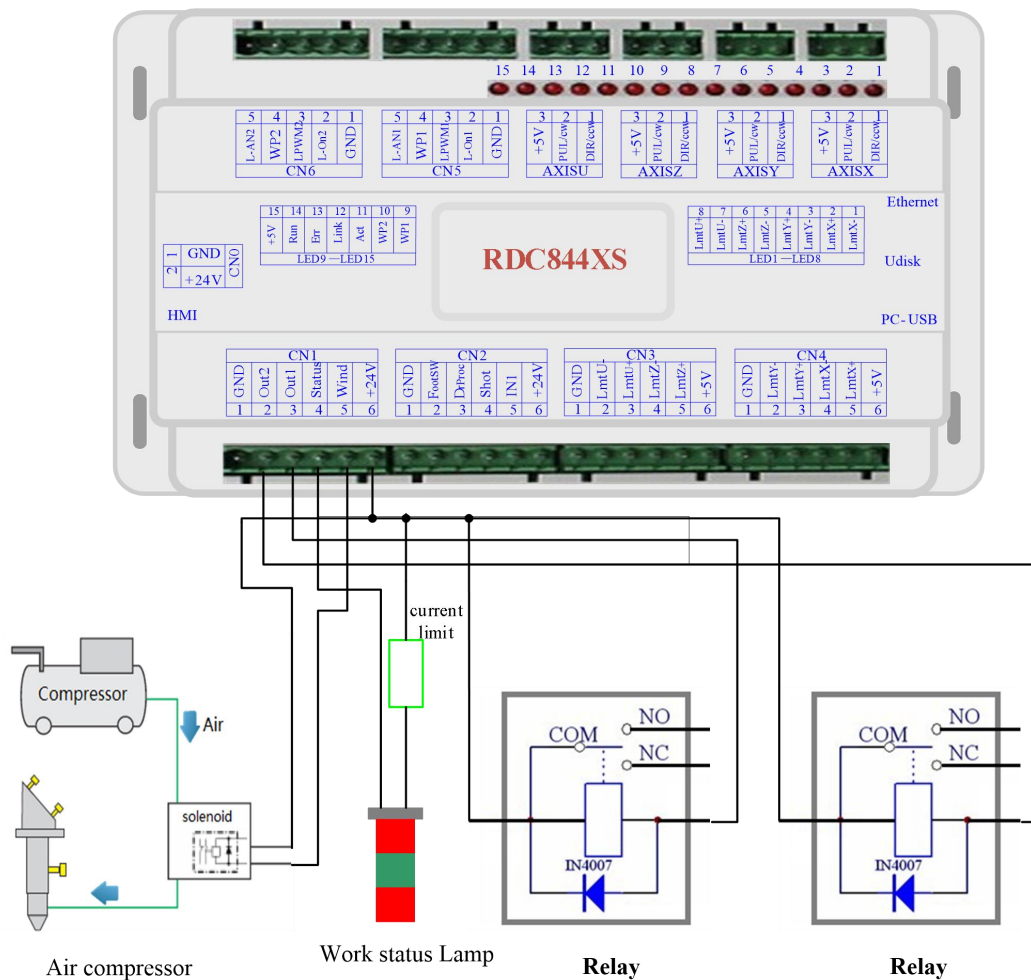 15 14 13 12 11 10 9 8 7 6 5 4 3 2 1
5 4 3 2 1
L-AN2 WP2 LPWM2 L-On2 GND
CN6
5 4 3 2 1
L-AN1 WP1 LPWM1 L-On1 GND
CN5
3 2 1
+5V PUL/cw DIR/ccw
AXISU
3 2 1
+5V PUL/cw DIR/ccw
AXISZ
3 2 1
+5V PUL/cw DIR/ccw
AXISY
3 2 1
+5V PUL/cw DIR/ccw
AXISX
Ethernet
15 14 13 12 11 10 9
+5V Run Err Link Act WP2 WP1
LED9—LED15
8 7 6 5 4 3 2 1
LmtU+ LmtU- LmtZ+ LmtZ- LmtY+ LmtY- LmtX+ LmtX-
LED1—LED8
1 GND
2 +24V
CN0
RDC844XS
Udisk
HMI
PC-USB
CN1
GND Out2 Out1 Status Wind +24V
1 2 3 4 5 6
CN2
GND FootSW DrProc Shot IN1 +24V
1 2 3 4 5 6
CN3
GND LmtU- LmtU+ LmtZ- LmtZ+ +5V
1 2 3 4 5 6
CN4
GND LmtY- LmtY+ LmtX- LmtX+ +5V
1 2 3 4 5 6
current
limit
Compressor
Air
solenoid
NO
COM
NC
IN4007
NO
COM
NC
IN4007
Air compressor
Work status Lamp
Relay
Relay